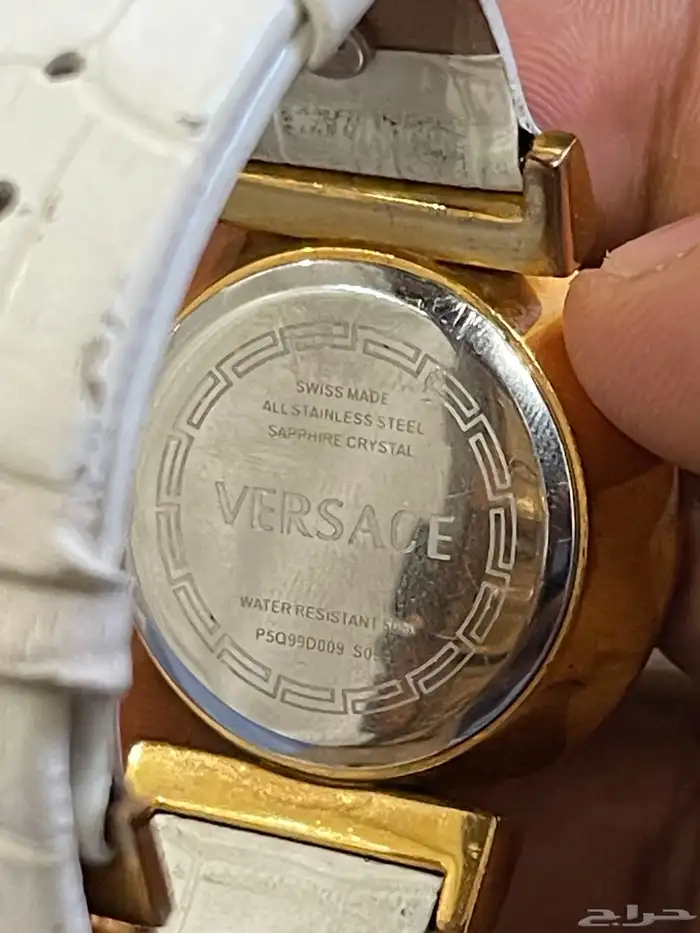 SWISS MADE
ALL STAINLESS STEEL
SAPPHIRE CRYSTAL
VERSACE
WATER RESISTANT
P5Q99D009
حراج